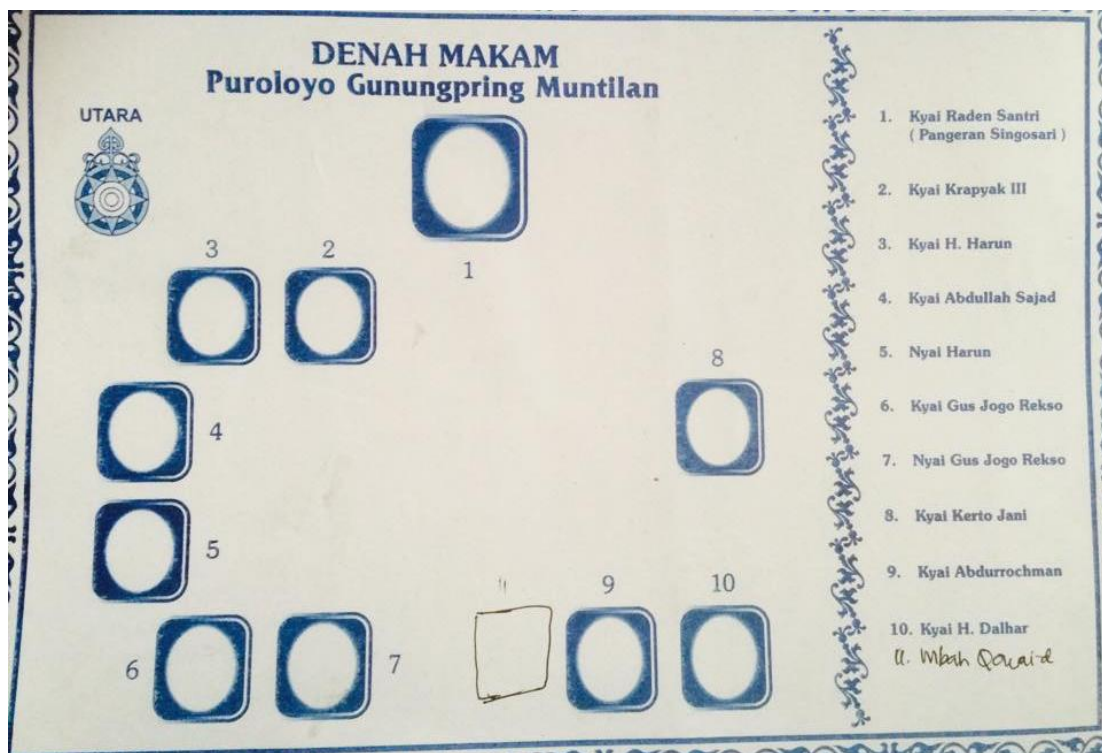 DENAH MAKAM
Puroloyo Gunungpring Muntilan
UTARA
1
3
2
8
4
5
11
9
10
6
7
1. Kyai Raden Santri
( Pangeran Singosari )
2. Kyai Krapyak III
3. Kyai H. Harun
4. Kyai Abdullah Sajad
5. Nyai Harun
6. Kyai Gus Jogo Rekso
7. Nyai Gus Jogo Rekso
8. Kyai Kerto Jani
9. Kyai Abdurrochman
10. Kyai H. Dalhar
11. Mbah Qowaid